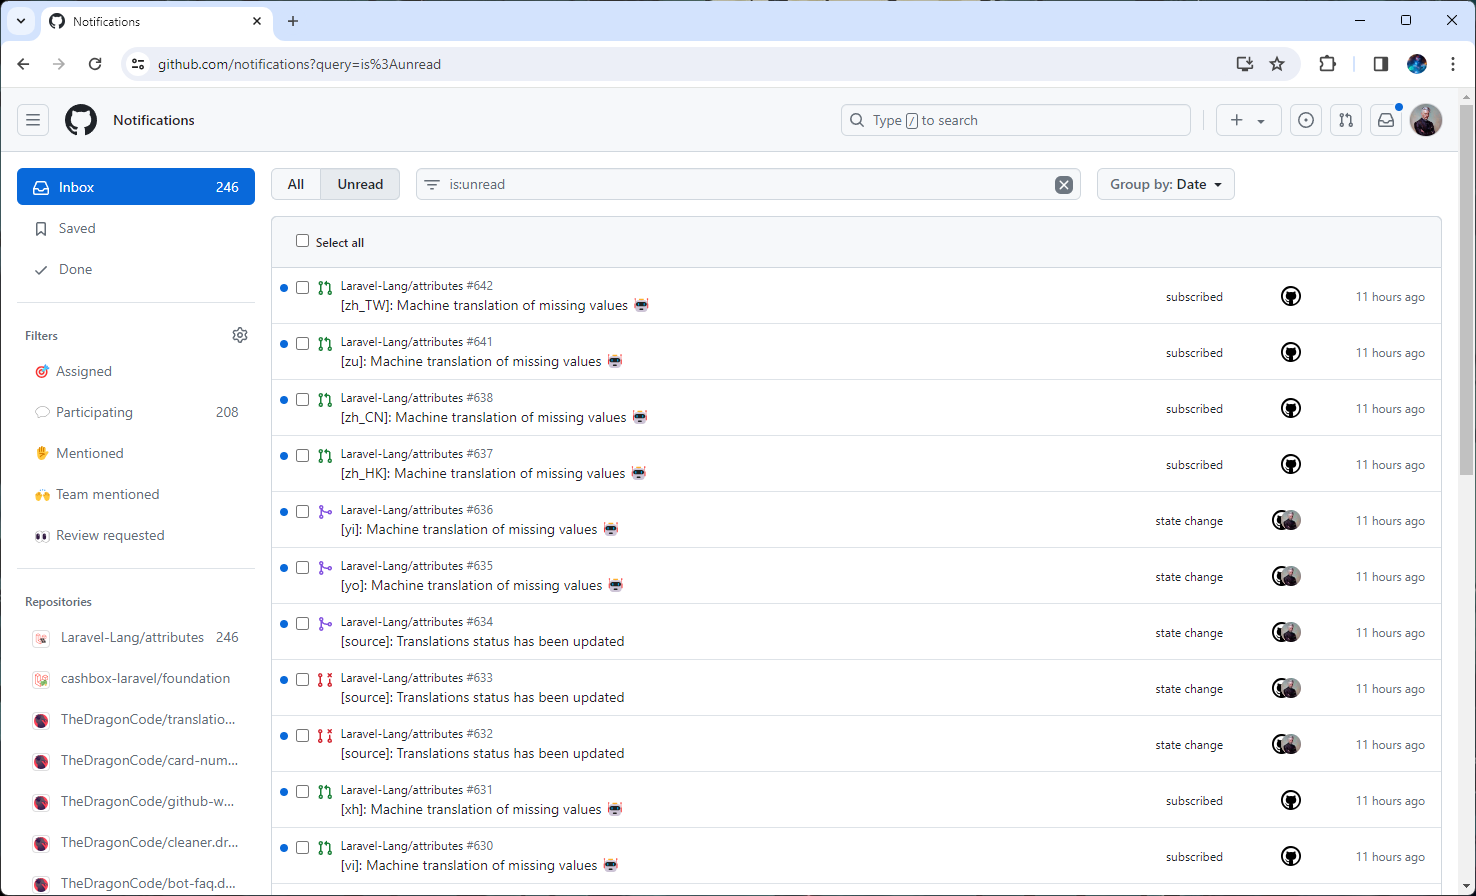 Notifications
github.com/notifications?query=is%3Aunread
Notifications
Type / to search
Inbox 246
Saved
Done
Filters
Assigned
Participating 208
Mentioned
Team mentioned
Review requested
Repositories
Laravel-Lang/attributes 246
cashbox-laravel/foundation
TheDragonCode/translatio...
TheDragonCode/card-num...
TheDragonCode/github-w...
TheDragonCode/cleaner.dr...
TheDragonCode/bot-faq.d...
All Unread is:unread Group by: Date
Select all
Laravel-Lang/attributes #642
[zh_TW]: Machine translation of missing values 🤖 subscribed 11 hours ago
Laravel-Lang/attributes #641
[zu]: Machine translation of missing values 🤖 subscribed 11 hours ago
Laravel-Lang/attributes #638
[zh_CN]: Machine translation of missing values 🤖 subscribed 11 hours ago
Laravel-Lang/attributes #637
[zh_HK]: Machine translation of missing values 🤖 subscribed 11 hours ago
Laravel-Lang/attributes #636
[yi]: Machine translation of missing values 🤖 state change 11 hours ago
Laravel-Lang/attributes #635
[yo]: Machine translation of missing values 🤖 state change 11 hours ago
Laravel-Lang/attributes #634
[source]: Translations status has been updated state change 11 hours ago
Laravel-Lang/attributes #633
[source]: Translations status has been updated state change 11 hours ago
Laravel-Lang/attributes #632
[source]: Translations status has been updated state change 11 hours ago
Laravel-Lang/attributes #631
[xh]: Machine translation of missing values 🤖 subscribed 11 hours ago
Laravel-Lang/attributes #630
[vi]: Machine translation of missing values 🤖 subscribed 11 hours ago